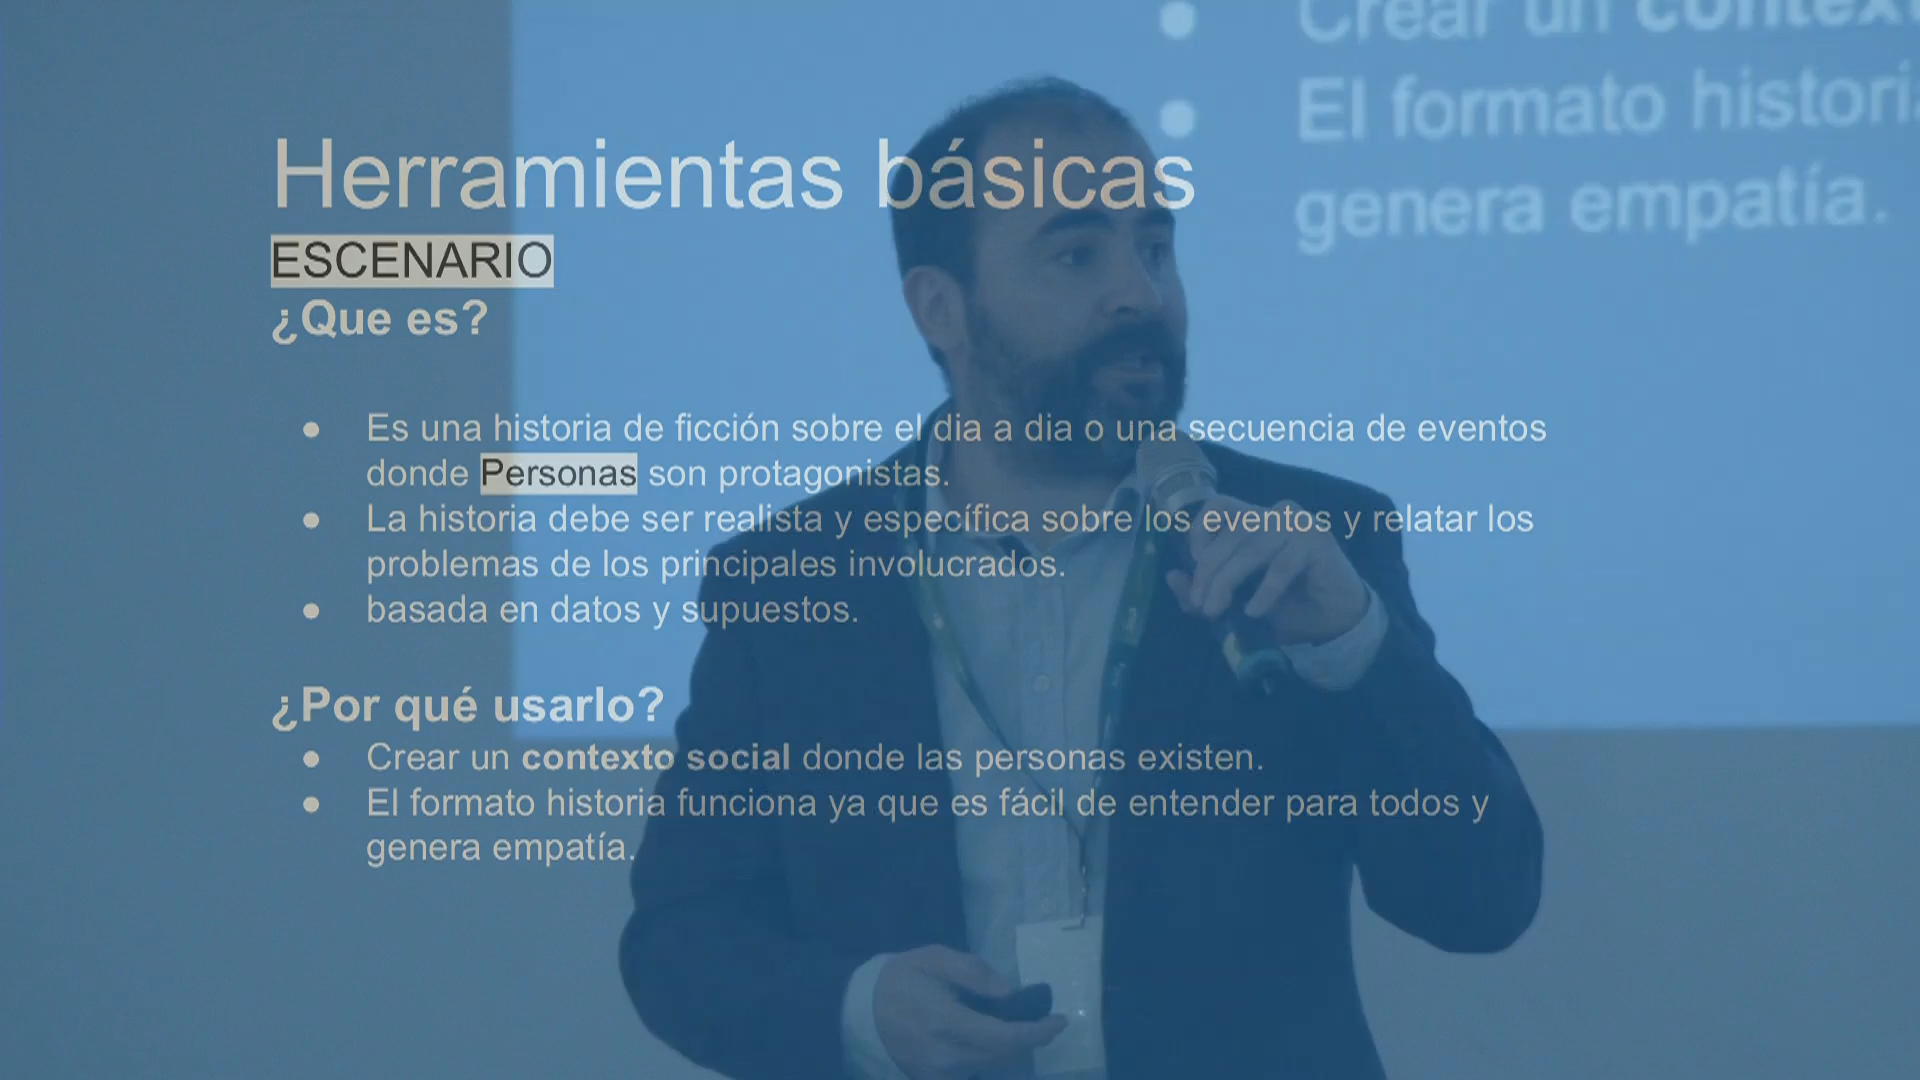 Herramientas básicas
ESCENARIO
¿Que es?
● Es una historia de ficción sobre el dia a dia o una secuencia de eventos
donde Personas son protagonistas.
● La historia debe ser realista y específica sobre los eventos y relatar los
problemas de los principales involucrados.
● basada en datos y supuestos.
¿Por qué usarlo?
● Crear un contexto social donde las personas existen.
● El formato historia funciona ya que es fácil de entender para todos y
genera empatía.
● Crear un
● El formato
genera empatía.